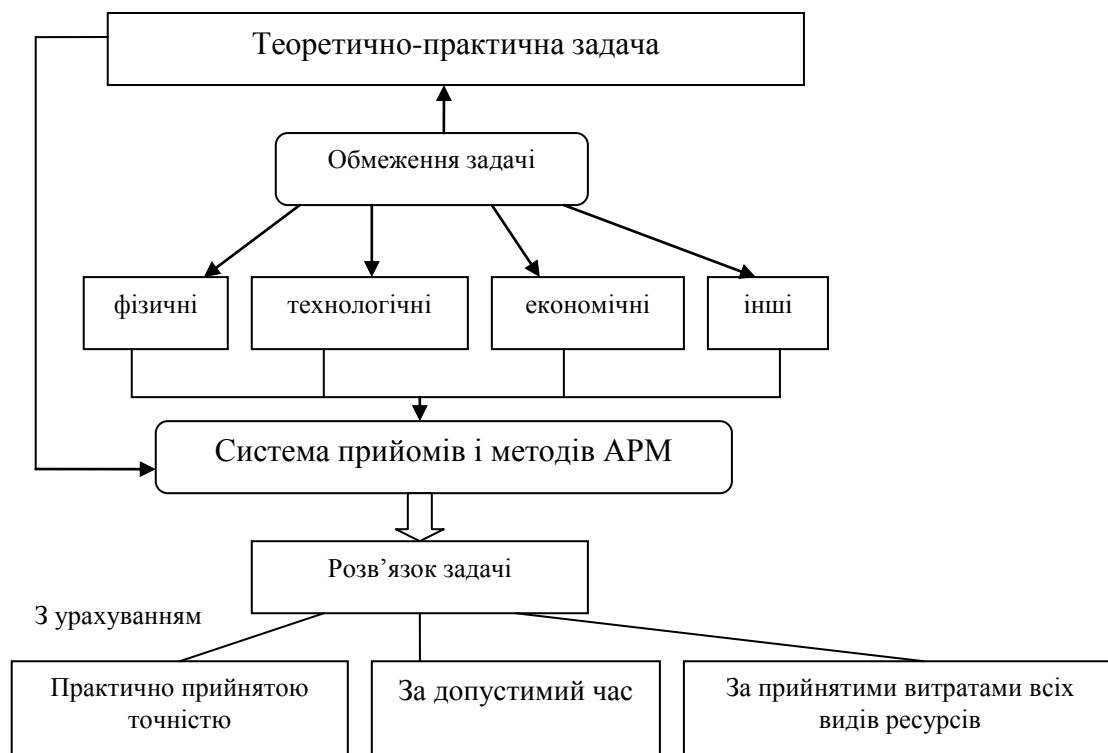 Теоретично-практична задача
Обмеження задачі
фізичні
технологічні
економічні
інші
Система прийомів і методів АРМ
Розв’язок задачі
З урахуванням
Практично прийнятою
точністю
За допустимий час
За прийнятими витратами всіх
видів ресурсів